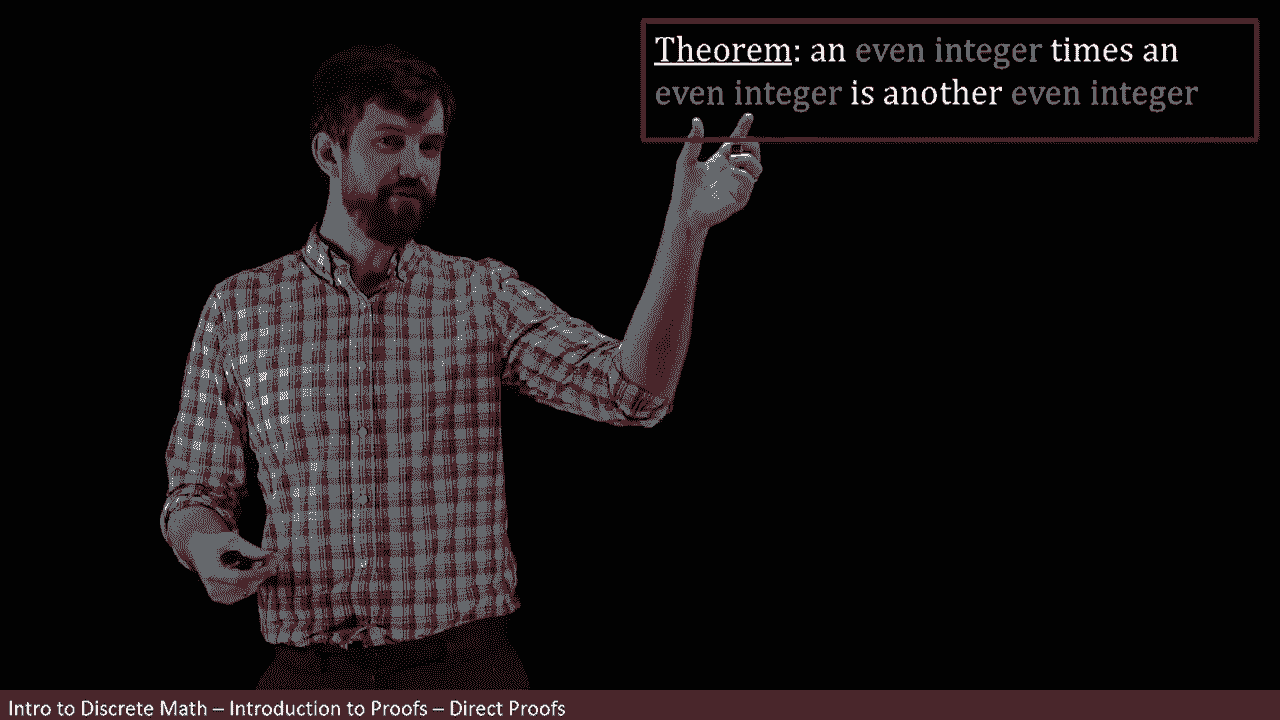 Theorem: an even integer times an
even integer is another even integer
Intro to Discrete Math – Introduction to Proofs – Direct Proofs